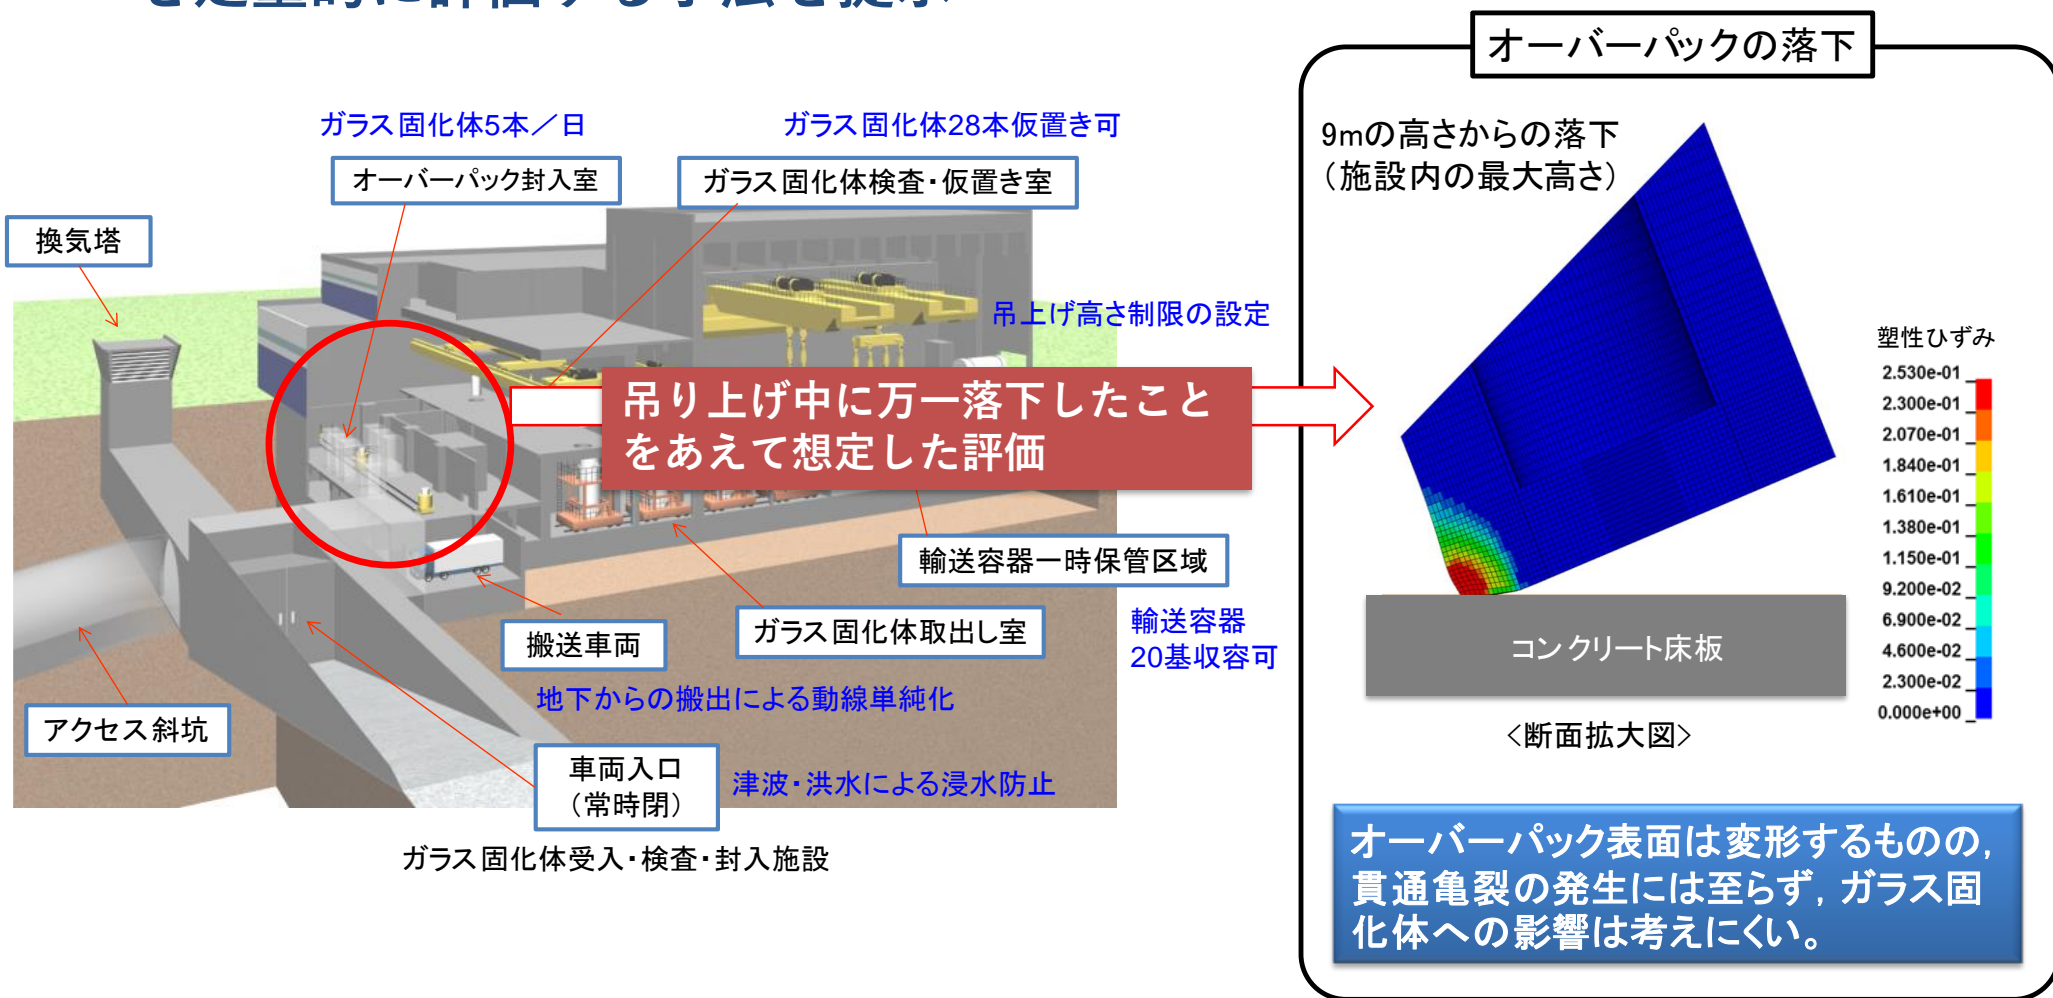 を定量的に評価する手法を提示
オーバーパックの落下
9mの高さからの落下
(施設内の最大高さ)
ガラス固化体5本／日
ガラス固化体28本仮置き可
オーバーパック封入室
ガラス固化体検査・仮置き室
換気塔
吊上げ高さ制限の設定
吊り上げ中に万一落下したこと
をあえて想定した評価
塑性ひずみ
2.530e-01
2.300e-01
2.070e-01
1.840e-01
1.610e-01
1.380e-01
1.150e-01
9.200e-02
6.900e-02
4.600e-02
2.300e-02
0.000e+00
輸送容器一時保管区域
ガラス固化体取出し室
輸送容器
20基収容可
搬送車両
地下からの搬出による動線単純化
アクセス斜坑
車両入口
（常時閉）
津波・洪水による浸水防止
ガラス固化体受入・検査・封入施設
コンクリート床板
<断面拡大図>
オーバーパック表面は変形するものの，
貫通亀裂の発生には至らず，ガラス固
化体への影響は考えにくい。